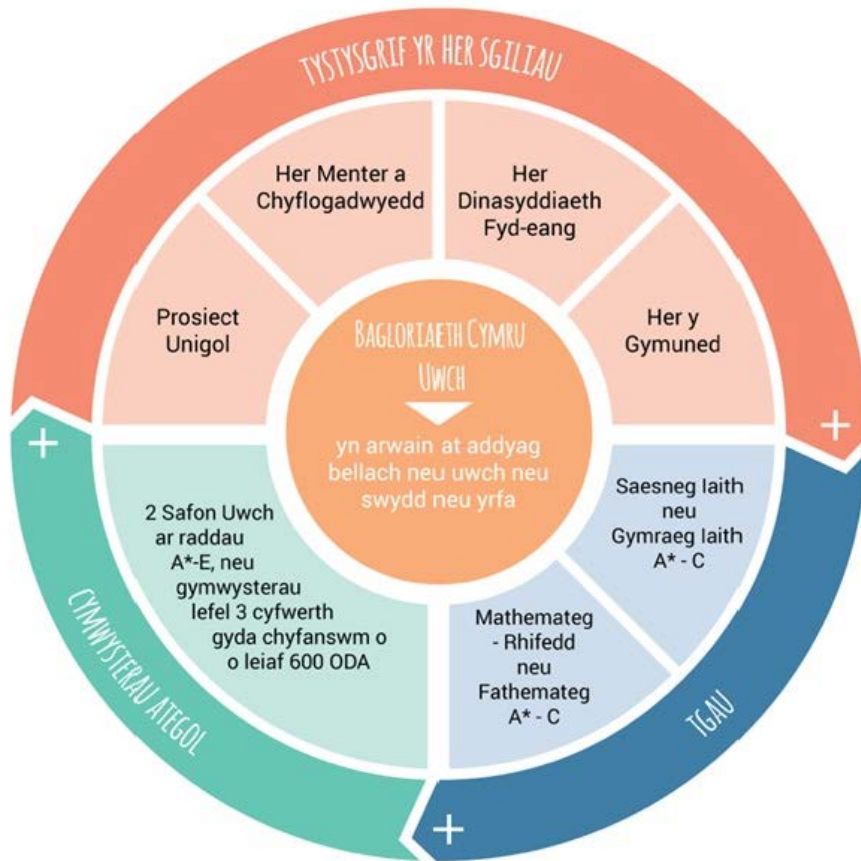 TYSTYSGRIF YR HER SGILIAU
Her Menter a
Chyflogadwyedd
Her
Dinasyddiaeth
Fyd-eang
Prosiect
Unigol
Her y
Gymuned
BAGLORIAETH CYMRU
UWCH
yn arwain at addyag
bellach neu uwch neu
swydd neu yrfa
+
+
2 Safon Uwch
ar raddau
A*-E, neu
gymwysterau
lefel 3 cyfwerth
gyda chyfanswm o
o leiaf 600 ODA
Saesneg Iaith
neu
Gymraeg Iaith
A* - C
Mathemateg
- Rhifedd
neu
Fathemateg
A* - C
CYMWYSTERAU ATEGOL
TGAU
+